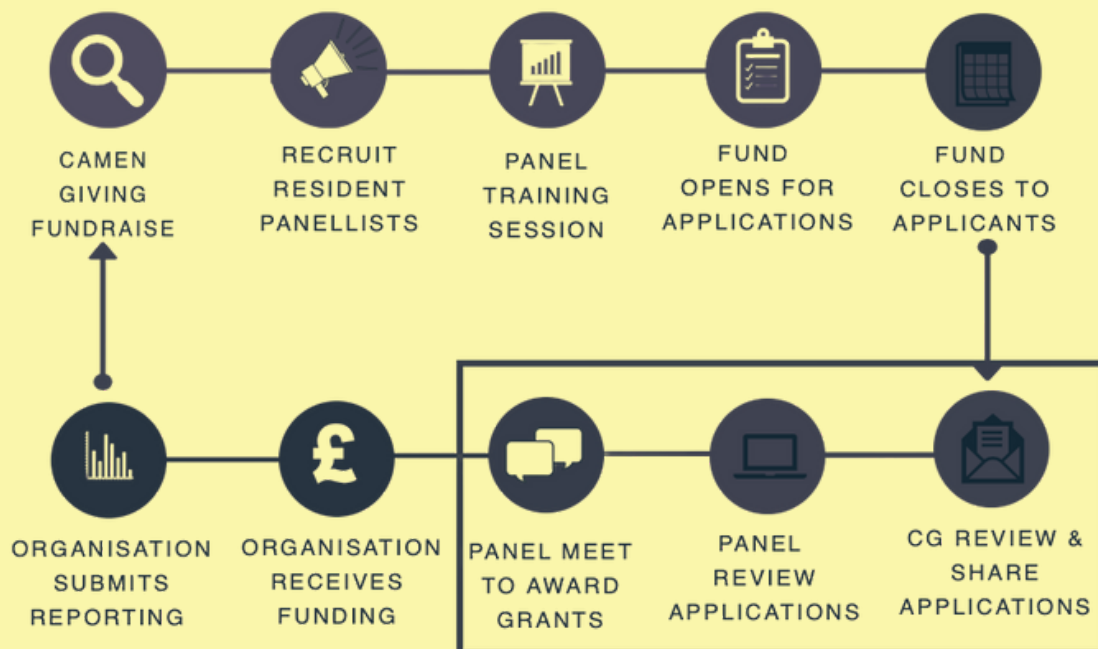 CAMEN
GIVING
FUNDRAISE
RECRUIT
RESIDENT
PANELLISTS
PANEL
TRAINING
SESSION
FUND
OPENS FOR
APPLICATIONS
FUND
CLOSES TO
APPLICANTS
CG REVIEW &
SHARE
APPLICATIONS
PANEL
REVIEW
APPLICATIONS
PANEL MEET
TO AWARD
GRANTS
£
ORGANISATION
RECEIVES
FUNDING
ORGANISATION
SUBMITS
REPORTING